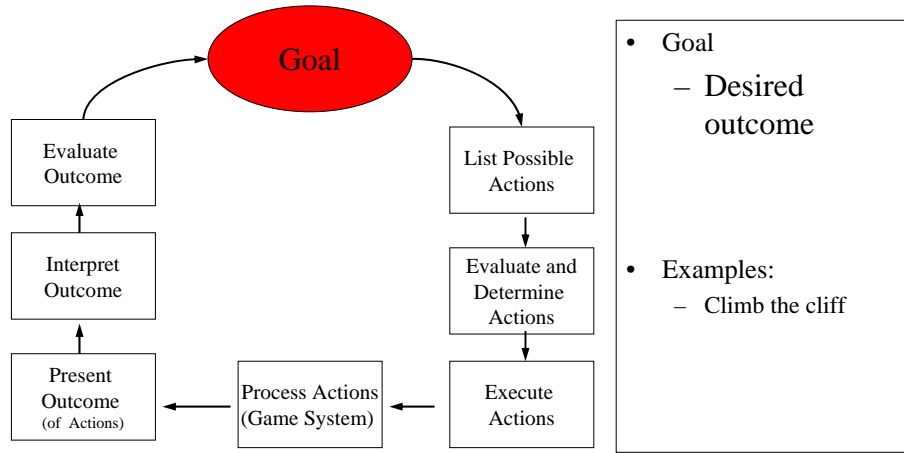 Goal
List Possible
Actions
Evaluate and
Determine
Actions
Execute
Actions
Process Actions
(Game System)
Present
Outcome
(of Actions)
Interpret
Outcome
Evaluate
Outcome
• Goal
– Desired
outcome
• Examples:
– Climb the cliff